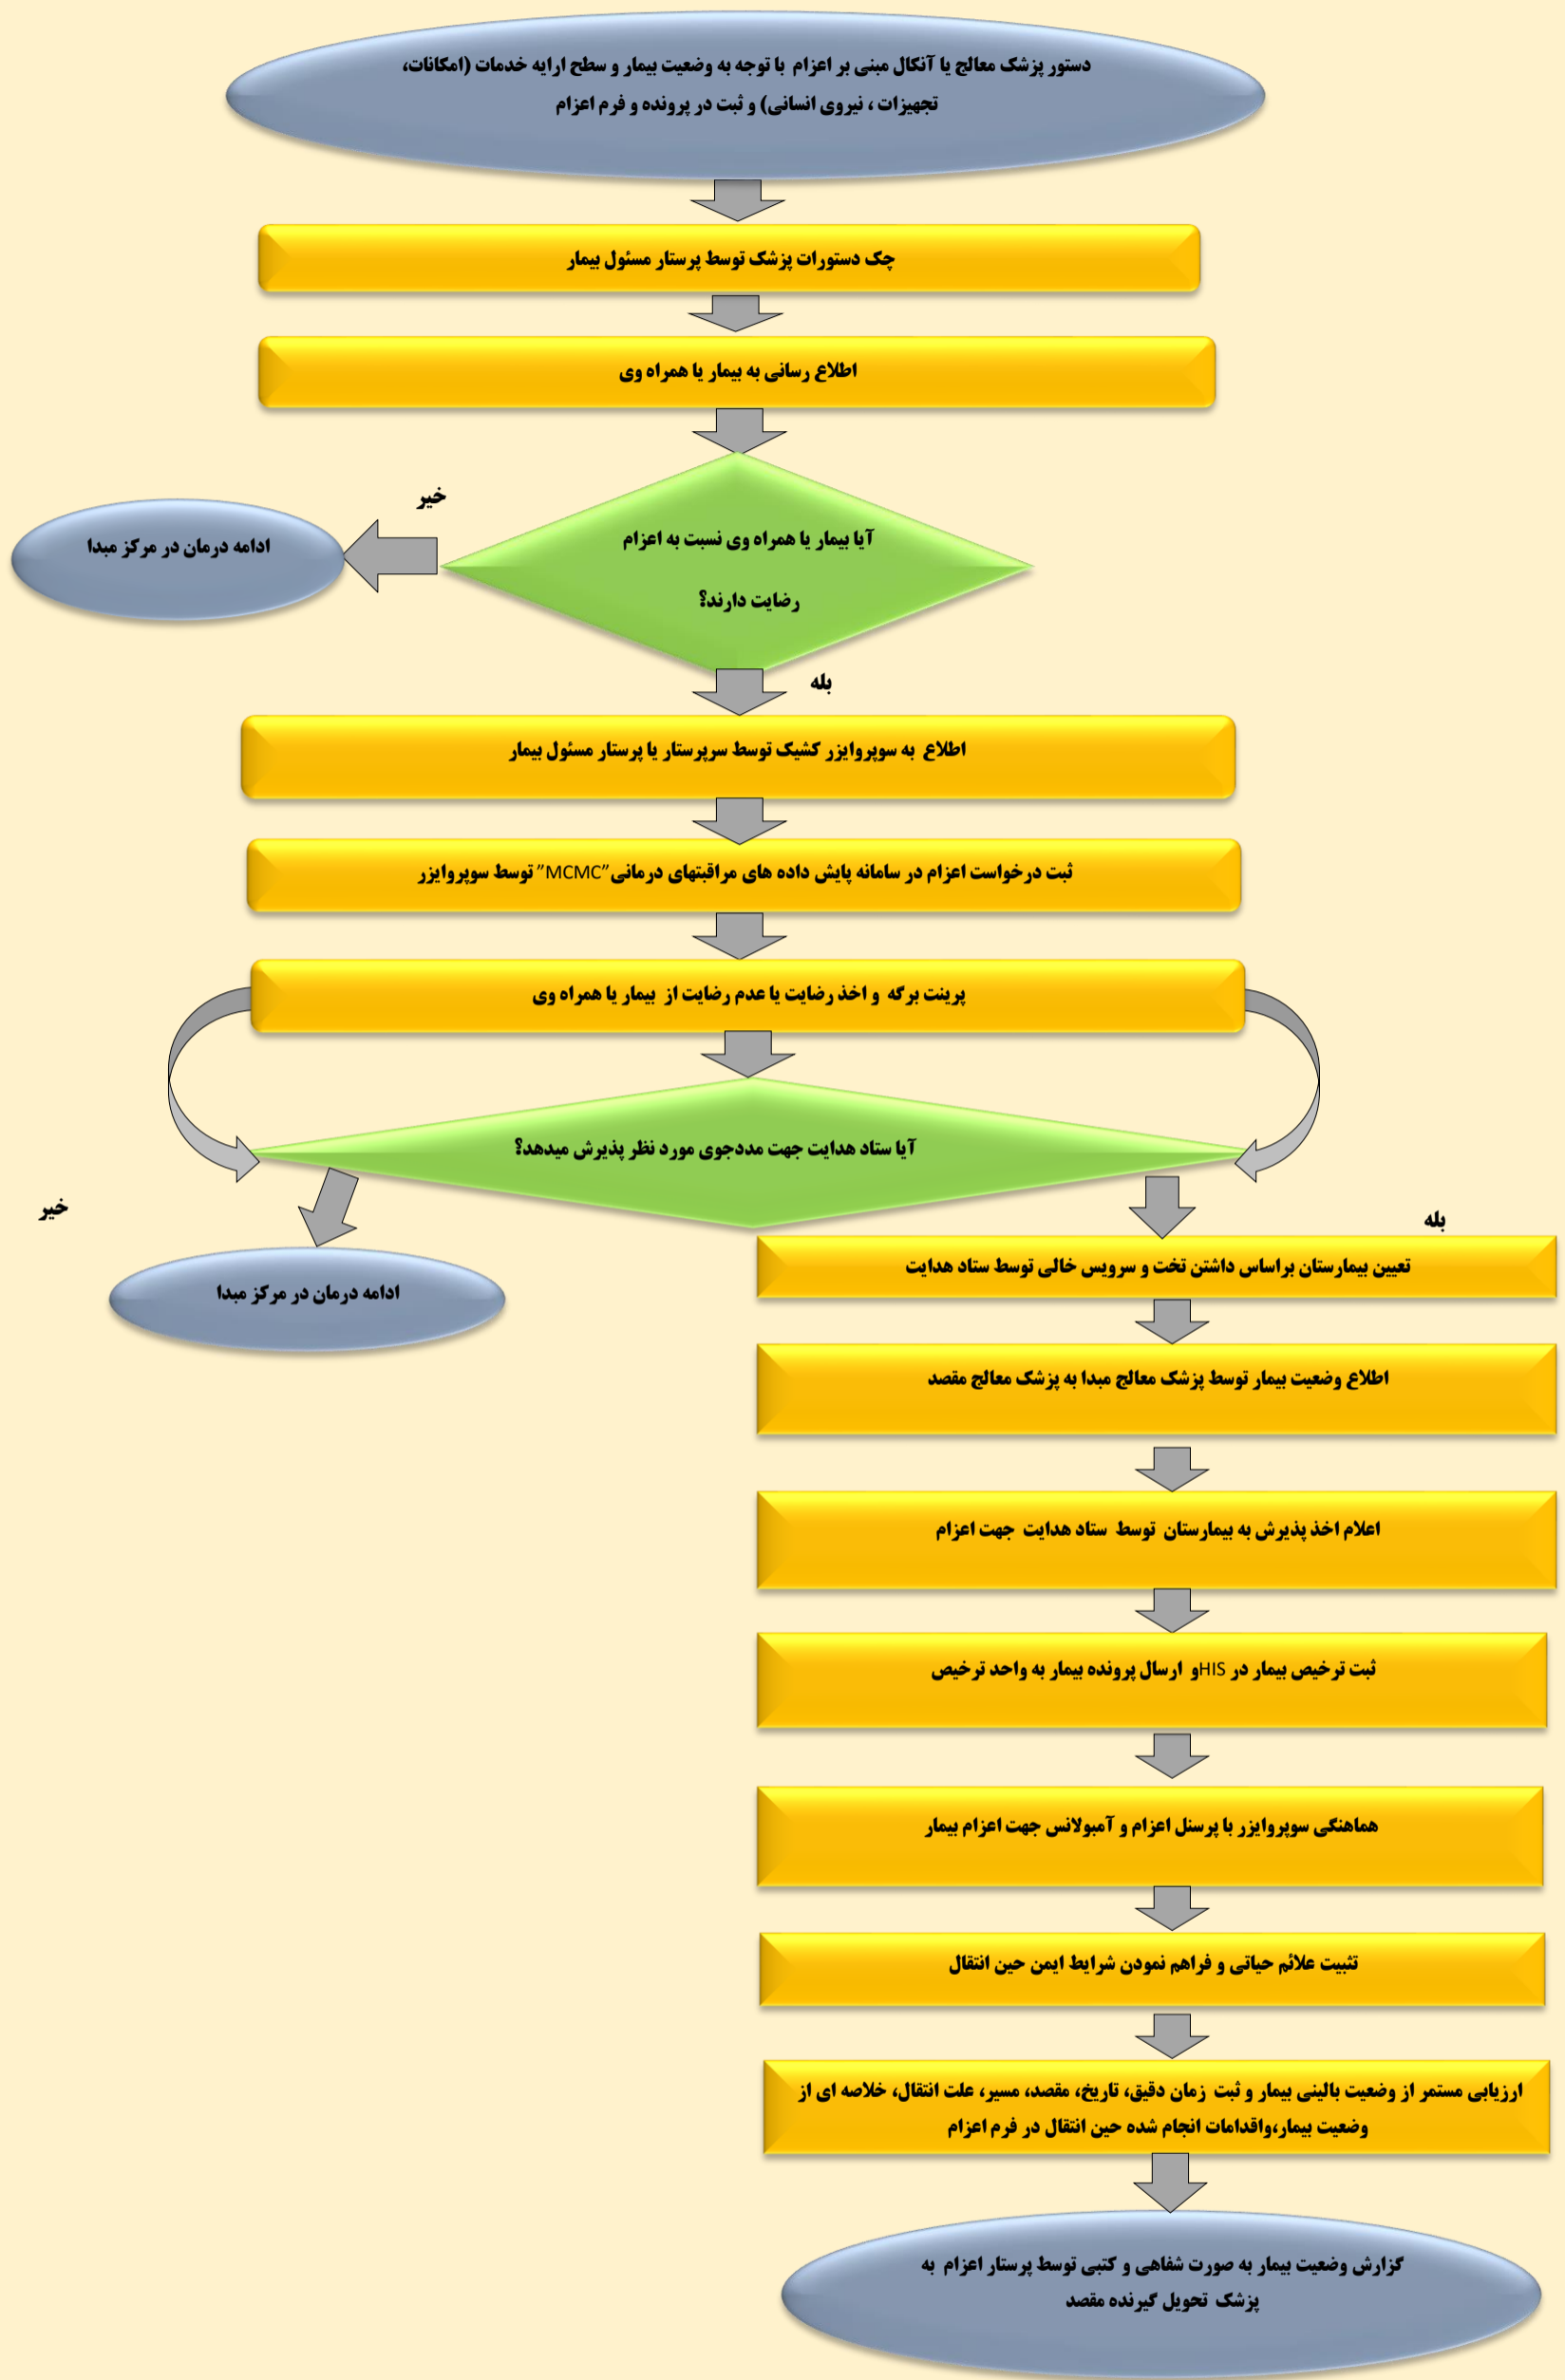 دستور پزشک معالج یا آنکال مبنی بر اعزام با توجه به وضعیت بیمار و سطح ارایه خدمات (امکانات،
تجهیزات ، نیروی انسانی) و ثبت در پرونده و فرم اعزام
چک دستورات پزشک توسط پرستار مسئول بیمار
اطلاع رسانی به بیمار یا همراه وی
آیا بیمار یا همراه وی نسبت به اعزام
رضایت دارند؟
خیر
ادامه درمان در مرکز مبدا
بله
اطلاع به سوپروایزر کشیک توسط سرپرستار یا پرستار مسئول بیمار
ثبت درخواست اعزام در سامانه پایش داده های مراقبتهای درمانی"MCMC" توسط سوپروایزر
پرینت برگه و اخذ رضایت یا عدم رضایت از بیمار یا همراه وی
آیا ستاد هدایت جهت مددجوی مورد نظر پذیرش میدهد؟
خیر
ادامه درمان در مرکز مبدا
بله
تعیین بیمارستان براساس داشتن تخت و سرویس خالی توسط ستاد هدایت
اطلاع وضعیت بیمار توسط پزشک معالج مبدا به پزشک معالج مقصد
اعلام اخذ پذیرش به بیمارستان توسط ستاد هدایت جهت اعزام
ثبت ترخیص بیمار در HISو ارسال پرونده بیمار به واحد ترخیص
هماهنگی سوپروایزر با پرسنل اعزام و آمبولانس جهت اعزام بیمار
تثبیت علائم حیاتی و فراهم نمودن شرایط ایمن حین انتقال
ارزیابی مستمر از وضعیت بالینی بیمار و ثبت زمان دقیق، تاریخ، مقصد، مسیر، علت انتقال، خلاصه ای از
وضعیت بیمار،واقدامات انجام شده حین انتقال در فرم اعزام
گزارش وضعیت بیمار به صورت شفاهی و کتبی توسط پرستار اعزام به
پزشک تحویل گیرنده مقصد